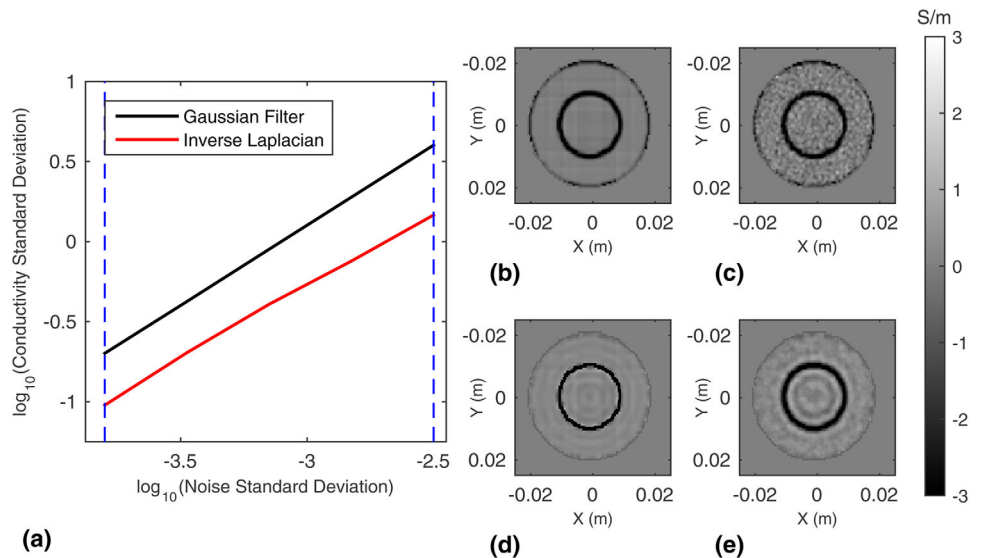 S/m
1
0.5
0
-0.5
-1
log10(Conductivity Standard Deviation)
Gaussian Filter
Inverse Laplacian
-3.5
-3
-2.5
log10(Noise Standard Deviation)
(a)
-0.02
0
0.02
Y (m)
-0.02
0
0.02
X (m)
(b)
-0.02
0
0.02
Y (m)
-0.02
0
0.02
X (m)
(c)
-0.02
0
0.02
Y (m)
-0.02
0
0.02
X (m)
(d)
-0.02
0
0.02
Y (m)
-0.02
0
0.02
X (m)
(e)
3
2
1
0
-1
-2
-3